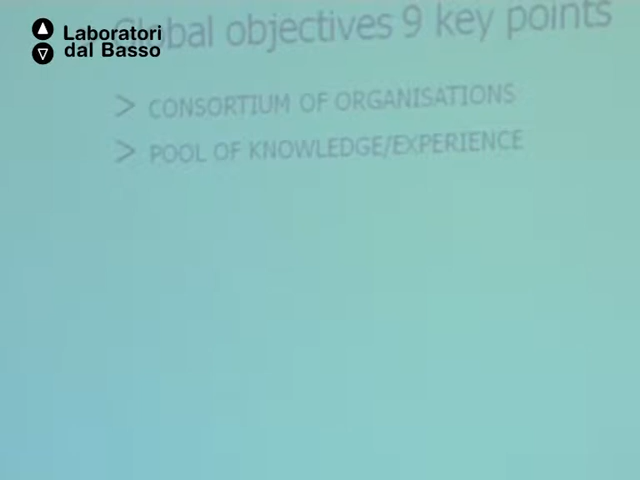 Laboratori
dal Basso
Global objectives 9 key points
> CONSORTIUM OF ORGANISATIONS
> POOL OF KNOWLEDGE/EXPERIENCE